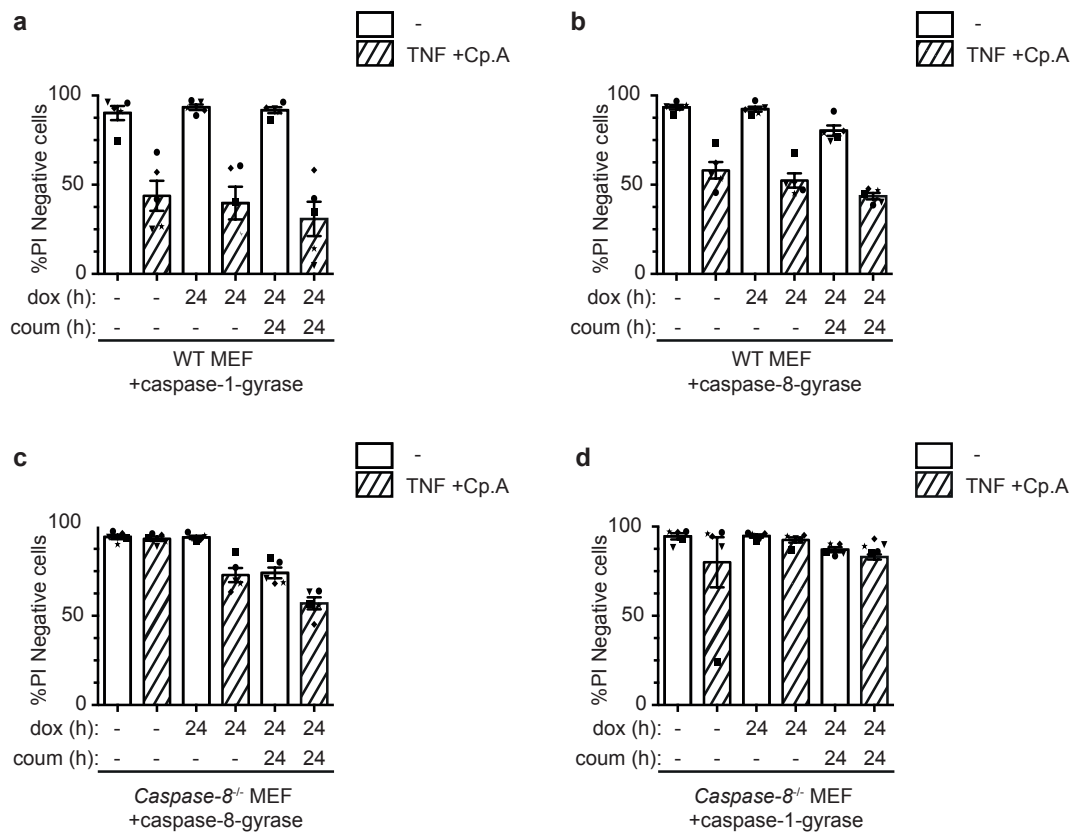 a
-
TNF +Cp.A
%PI Negative cells
100
50
0
dox (h): - - 24 24 24 24
coum (h): - - - - 24 24
WT MEF
+caspase-1-gyrase
b
-
TNF +Cp.A
%PI Negative cells
100
50
0
dox (h): - - 24 24 24 24
coum (h): - - - - 24 24
WT MEF
+caspase-8-gyrase
c
-
TNF +Cp.A
%PI Negative cells
100
50
0
dox (h): - - 24 24 24 24
coum (h): - - - - 24 24
Caspase-8-/- MEF
+caspase-8-gyrase
d
-
TNF +Cp.A
%PI Negative cells
100
50
0
dox (h): - - 24 24 24 24
coum (h): - - - - 24 24
Caspase-8-/- MEF
+caspase-1-gyrase